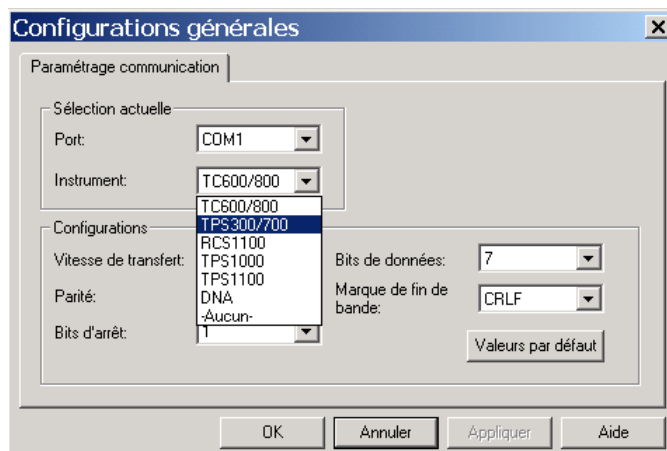 Configurations générales
Paramétrage communication
Sélection actuelle
Port: COM1
Instrument: TC600/800
TC600/800
TPS300/700
RCS1100
TPS1000
TPS1100
DNA
-Aucun-
Configurations
Vitesse de transfert:
Parité:
Bits d'arrêt: 1
Bits de données: 7
Marque de fin de
bande: CRLF
Valeurs par défaut
OK Annuler Appliquer Aide